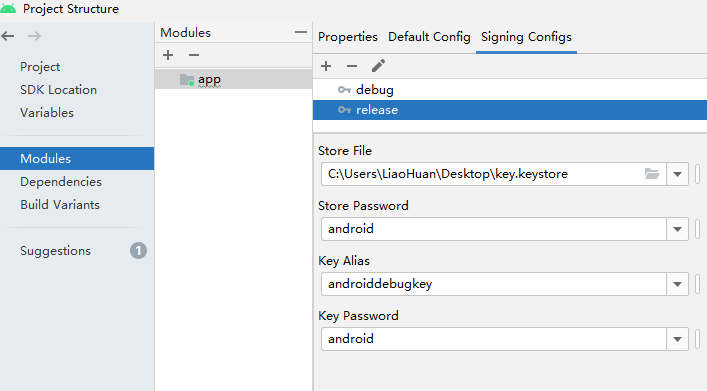 Project Structure
Project
SDK Location
Variables
Modules
Dependencies
Build Variants
Suggestions
1
Modules
app
Properties
Default Config
Signing Configs
debug
release
Store File
C:\Users\LiaoHuan\Desktop\key.keystore
Store Password
android
Key Alias
androiddebugkey
Key Password
android